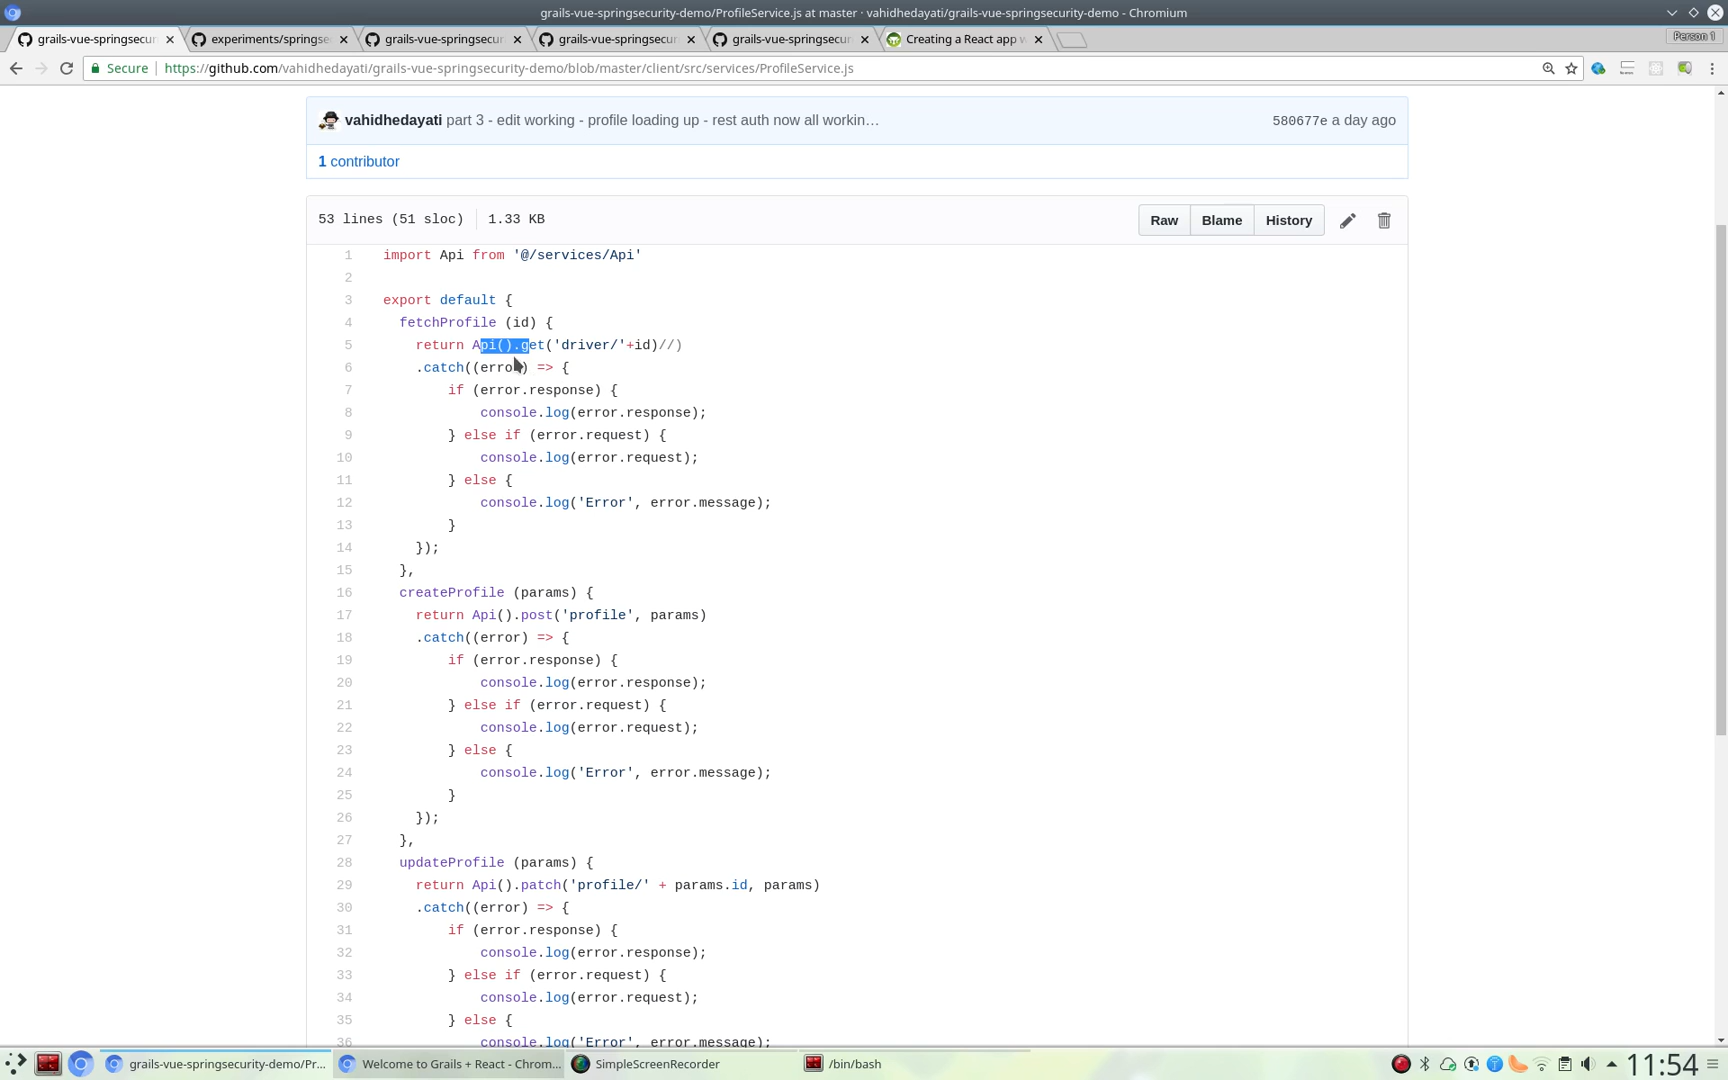 grails-vue-springsecurity-demo/ProfileService.js at master · vahidhedayati/grails-vue-springsecurity-demo - Chromium
grails-vue-springsecuri
experiments/springse
grails-vue-springsecur
grails-vue-springsecuri
grails-vue-springsecuri
Creating a React app w
Person 1
Secure
https://github.com/vahidhedayati/grails-vue-springsecurity-demo/blob/master/client/src/services/ProfileService.js
vahidhedayati part 3 - edit working - profile loading up - rest auth now all workin…
580677e a day ago
1 contributor
53 lines (51 sloc) 1.33 KB
Raw Blame History
1 import Api from '@/services/Api'
2
3 export default {
4 fetchProfile (id) {
5 return Api().get('driver/'+id)//)
6 .catch((error) => {
7 if (error.response) {
8 console.log(error.response);
9 } else if (error.request) {
10 console.log(error.request);
11 } else {
12 console.log('Error', error.message);
13 }
14 });
15 },
16 createProfile (params) {
17 return Api().post('profile', params)
18 .catch((error) => {
19 if (error.response) {
20 console.log(error.response);
21 } else if (error.request) {
22 console.log(error.request);
23 } else {
24 console.log('Error', error.message);
25 }
26 });
27 },
28 updateProfile (params) {
29 return Api().patch('profile/' + params.id, params)
30 .catch((error) => {
31 if (error.response) {
32 console.log(error.response);
33 } else if (error.request) {
34 console.log(error.request);
35 } else {
36 console.log('Error', error.message);
grails-vue-springsecurity-demo/Pr...
Welcome to Grails + React - Chrom...
SimpleScreenRecorder
/bin/bash
11:54